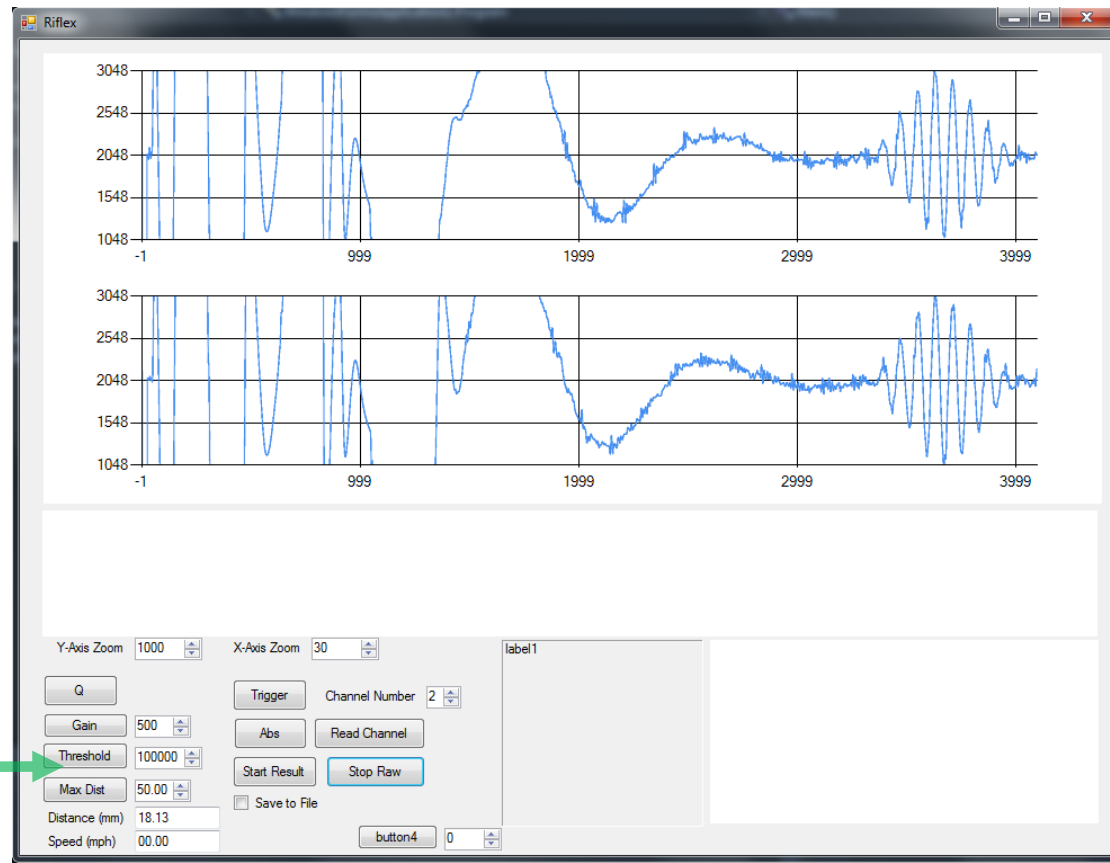 Riflex
3048
2548
2048
1548
1048
-1 999 1999 2999 3999
3048
2548
2048
1548
1048
-1 999 1999 2999 3999
Y-Axis Zoom 1000 X-Axis Zoom 30 label1
Q
Trigger Channel Number 2
Gain 500
Abs Read Channel
Threshold 100000
Start Result Stop Raw
Max Dist 50.00
Save to File
Distance (mm) 18.13
Speed (mph) 00.00 button4 0